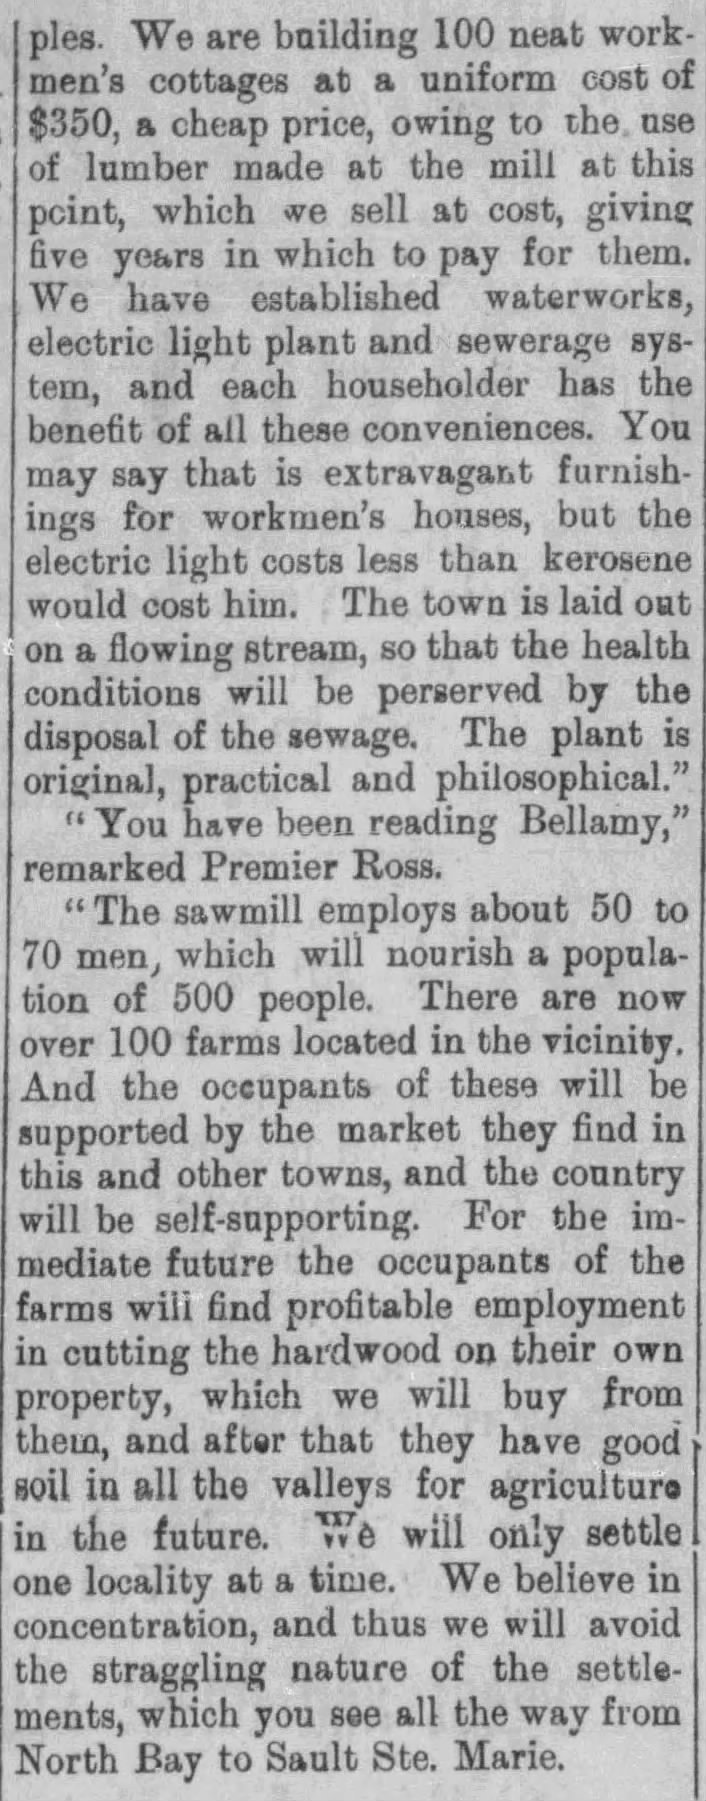 ples. We are building 100 neat work-
men's cottages at a uniform cost of
$350, a cheap price, owing to the use
of lumber made at the mill at this
point, which we sell at cost, giving
five years in which to pay for them.
We have established waterworks,
electric light plant and sewerage sys-
tem, and each householder has the
benefit of all these conveniences. You
may say that is extravagant furnish-
ings for workmen's houses, but the
electric light costs less than kerosene
would cost him. The town is laid out
on a flowing stream, so that the health
conditions will be perserved by the
disposal of the sewage. The plant is
original, practical and philosophical."
"You have been reading Bellamy,"
remarked Premier Ross.
"The sawmill employs about 50 to
70 men, which will nourish a popula-
tion of 500 people. There are now
over 100 farms located in the vicinity.
And the occupants of these will be
supported by the market they find in
this and other towns, and the country
will be self-supporting. For the im-
mediate future the occupants of the
farms will find profitable employment
in cutting the hardwood on their own
property, which we will buy from
them, and after that they have good
soil in all the valleys for agriculture
in the future. We will only settle
one locality at a time. We believe in
concentration, and thus we will avoid
the straggling nature of the settle-
ments, which you see all the way from
North Bay to Sault Ste. Marie.